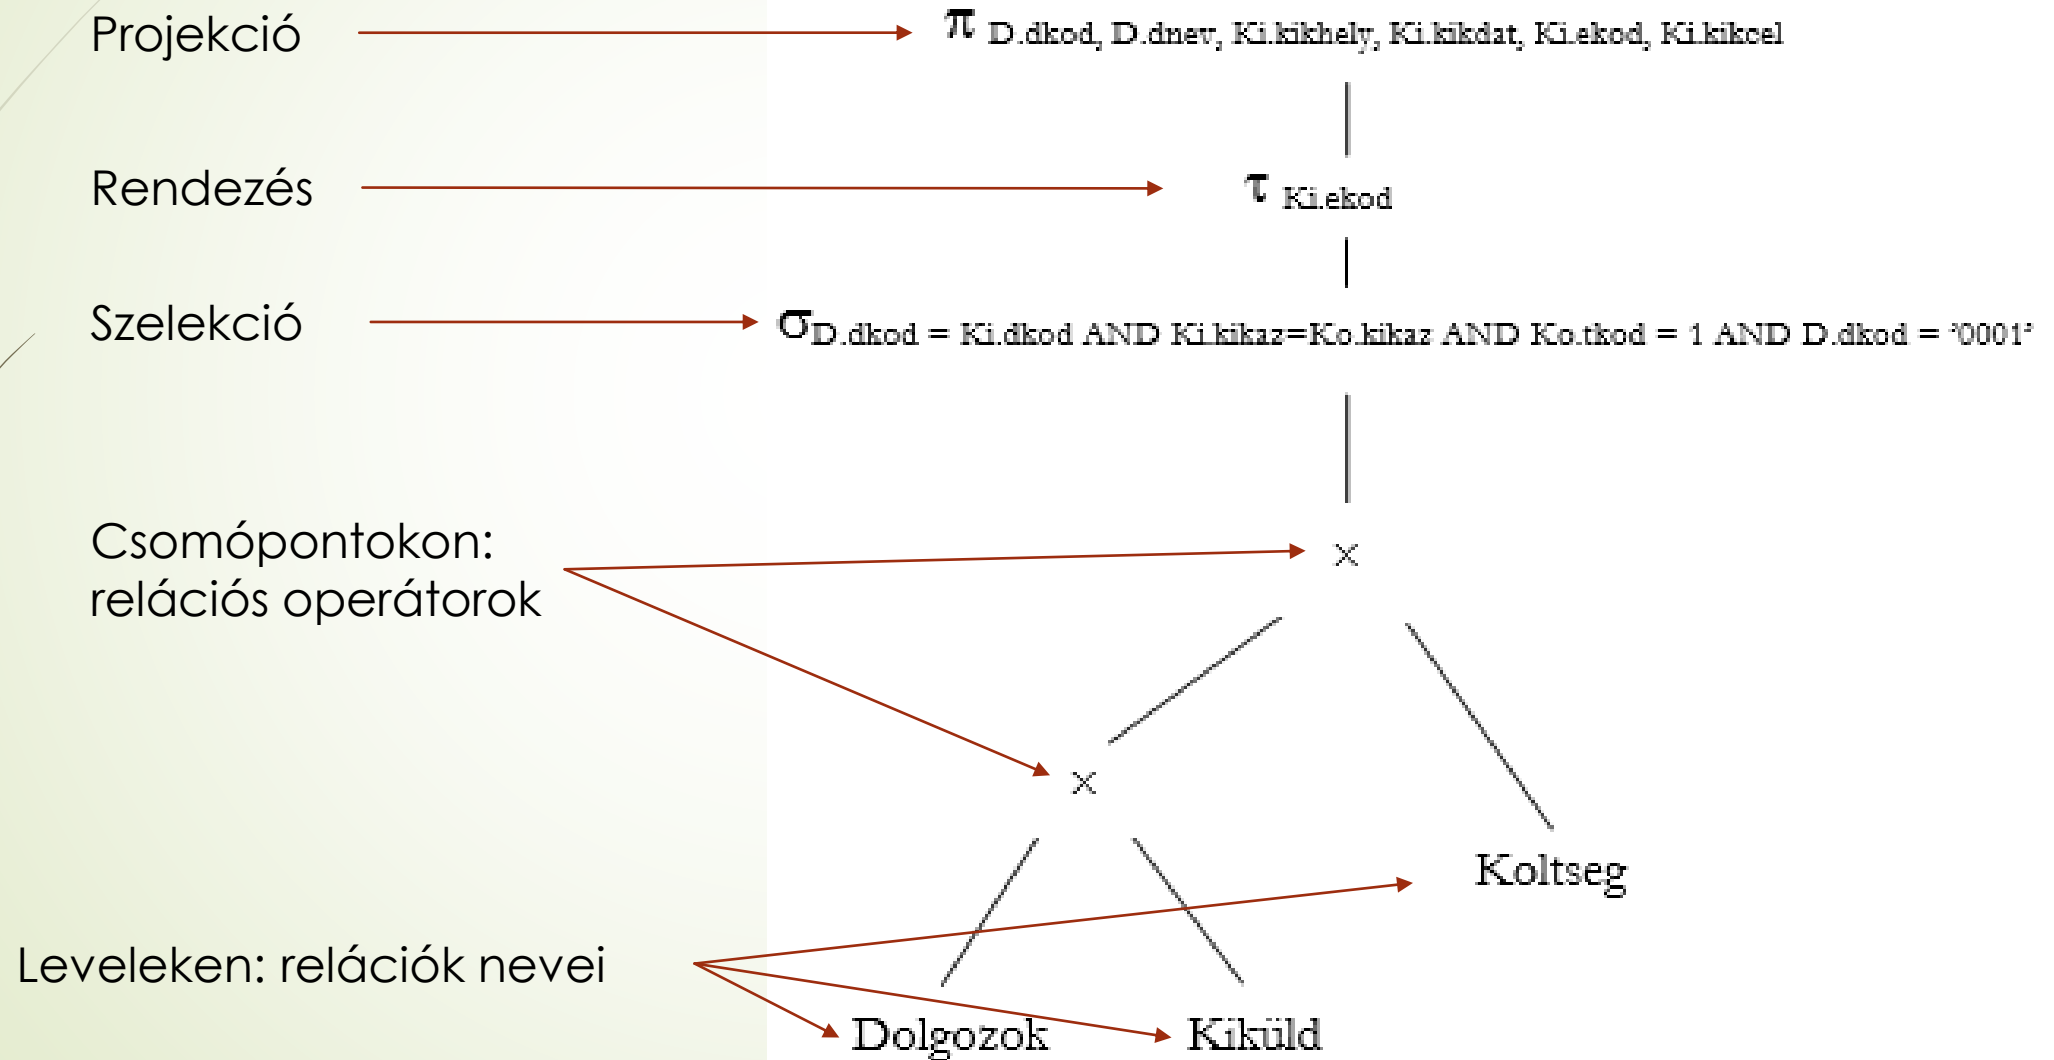 Projekció
π D.dkod, D.dnev, Ki.kikhely, Ki.kikdat, Ki.ekod, Ki.kikcel
Rendezés
τ Ki.ekod
Szelekció
σ D.dkod = Ki.dkod AND Ki.kikaz=Ko.kikaz AND Ko.tkod = 1 AND D.dkod = '0001'
Csomópontokon:
relációs operátorok
×
×
Koltseg
Leveleken: relációk nevei
Dolgozok
Kiküld